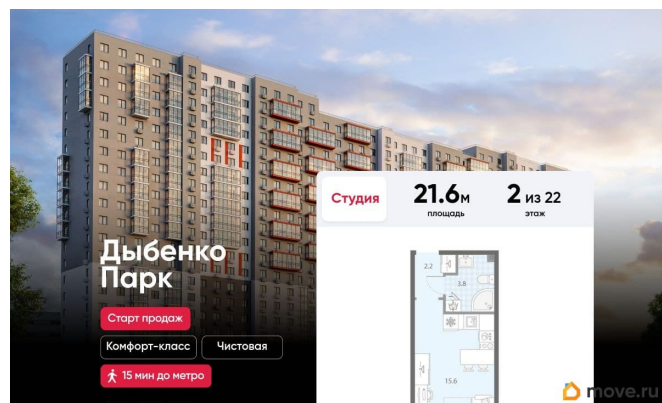 Студия
21.6м
площадь
2 из 22
этаж
Дыбенко
Парк
Старт продаж
Комфорт-класс
Чистовая
15 мин до метро
2.2
3.8
15.6
move.ru